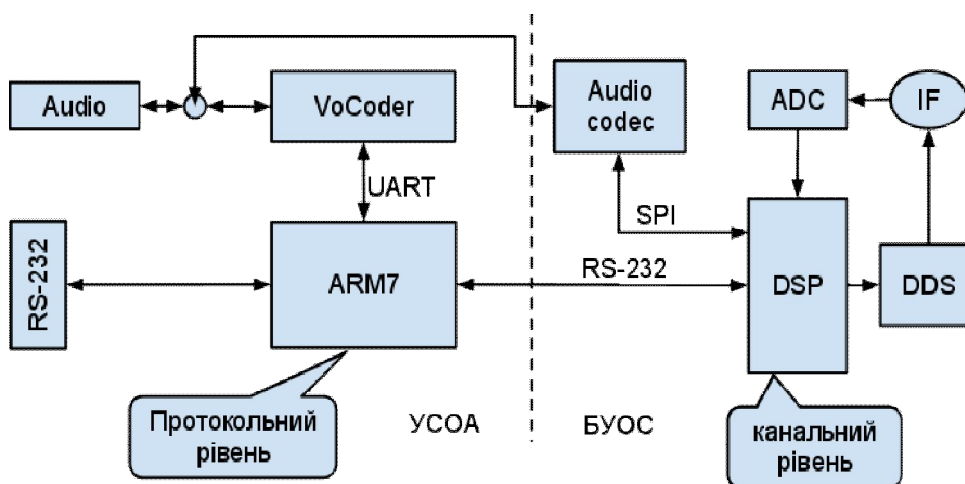 Audio
VoCoder
Audio
codec
ADC
IF
UART
SPI
RS-232
ARM7
RS-232
DSP
DDS
Протокольний
рівень
УСОА
БУОС
канальний
рівень